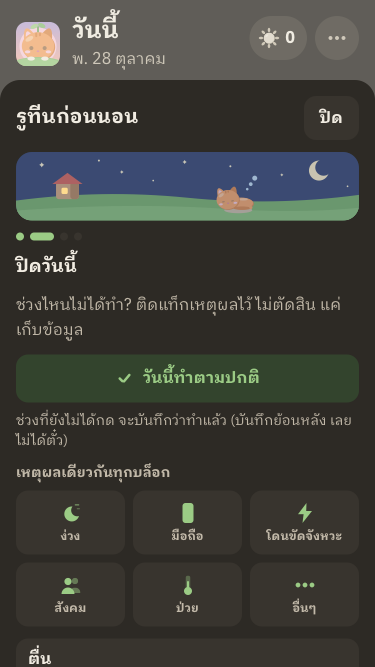 วันนี้
พ. 28 ตุลาคม
0
รูทีนก่อนนอน
ปิด
ปิดวันนี้
ช่วงไหนไม่ได้ทำ? ติดแท็กเหตุผลไว้ ไม่ตัดสิน แค่
เก็บข้อมูล
วันนี้ทำตามปกติ
ช่วงที่ยังไม่ได้กด จะบันทึกว่าทำแล้ว (บันทึกย้อนหลัง เลย
ไม่ได้ตั๋ว)
เหตุผลเดียวกันทุกบล็อก
ง่วง
มือถือ
โดนขัดจังหวะ
สังคม
ป่วย
อื่นๆ
ตื่น